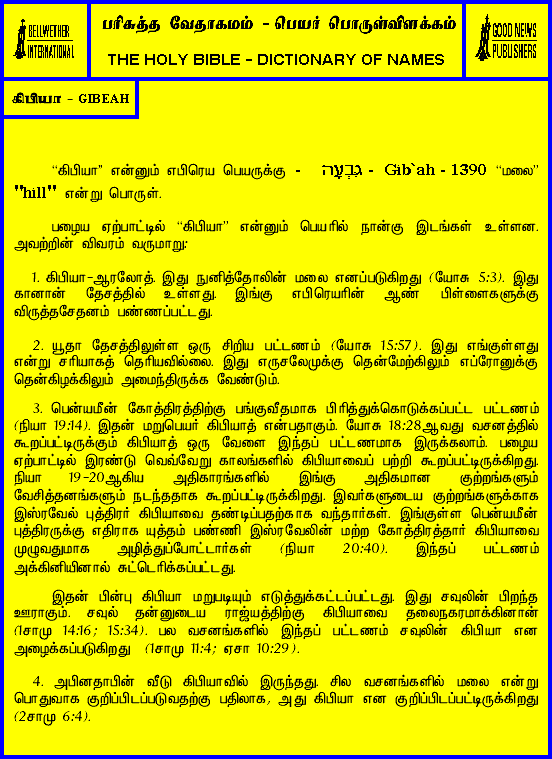 BELLWETHER
INTERNATIONAL
பரிசுத்த வேதாகமம் - பெயர் பொருள்விளக்கம்
THE HOLY BIBLE - DICTIONARY OF NAMES
GOOD NEWS
PUBLISHERS
கிபியா - GIBEAH
“கிபியா” என்னும் எபிரெய பெயருக்கு - גִּבְעָה - Gib`ah - 1390 “மலை”
"hill" என்று பொருள்.
பழைய ஏற்பாட்டில் “கிபியா” என்னும் பெயரில் நான்கு இடங்கள் உள்ளன.
அவற்றின் விவரம் வருமாறு:
1. கிபியா-ஆரலோத். இது நுனித்தோலின் மலை எனப்படுகிறது (யோசு 5:3). இது
கானான் தேசத்தில் உள்ளது. இங்கு எபிரெயரின் ஆண் பிள்ளைகளுக்கு
விருத்தசேதனம் பண்ணப்பட்டது.
2. யூதா தேசத்திலுள்ள ஒரு சிறிய பட்டணம் (யோசு 15:57). இது எங்குள்ளது
என்று சரியாகத் தெரியவில்லை. இது எருசலேமுக்கு தென்மேற்கிலும் எப்ரோனுக்கு
தென்கிழக்கிலும் அமைந்திருக்க வேண்டும்.
3. பென்யமீன் கோத்திரத்திற்கு பங்குவீதமாக பிரித்துக்கொடுக்கப்பட்ட பட்டணம்
(நியா 19:14). இதன் மறுபெயர் கிபியாத் என்பதாகும். யோசு 18:28ஆவது வசனத்தில்
கூறப்பட்டிருக்கும் கிபியாத் ஒரு வேளை இந்தப் பட்டணமாக இருக்கலாம். பழைய
ஏற்பாட்டில் இரண்டு வெவ்வேறு காலங்களில் கிபியாவைப் பற்றி கூறப்பட்டிருக்கிறது.
நியா 19-20ஆகிய அதிகாரங்களில் இங்கு அதிகமான குற்றங்களும்
வேசித்தனங்களும் நடந்ததாக கூறப்பட்டிருக்கிறது. இவர்களுடைய குற்றங்களுக்காக
இஸ்ரவேல் புத்திரர் கிபியாவை தண்டிப்பதற்காக வந்தார்கள். இங்குள்ள பென்யமீன்
புத்திரருக்கு எதிராக யுத்தம் பண்ணி இஸ்ரவேலின் மற்ற கோத்திரத்தார் கிபியாவை
முழுவதுமாக அழித்துப்போட்டார்கள் (நியா 20:40). இந்தப் பட்டணம்
அக்கினியினால் சுட்டெரிக்கப்பட்டது.
இதன் பின்பு கிபியா மறுபடியும் எடுத்துக்கட்டப்பட்டது. இது சவுலின் பிறந்த
ஊராகும். சவுல் தன்னுடைய ராஜ்யத்திற்கு கிபியாவை தலைநகரமாக்கினான்
(1சாமு 14:16; 15:34). பல வசனங்களில் இந்தப் பட்டணம் சவுலின் கிபியா என
அழைக்கப்படுகிறது (1சாமு 11:4; ஏசா 10:29).
4. அபினதாபின் வீடு கிபியாவில் இருந்தது. சில வசனங்களில் மலை என்று
பொதுவாக குறிப்பிடப்படுவதற்கு பதிலாக, அது கிபியா என குறிப்பிடப்பட்டிருக்கிறது
(2சாமு 6:4).